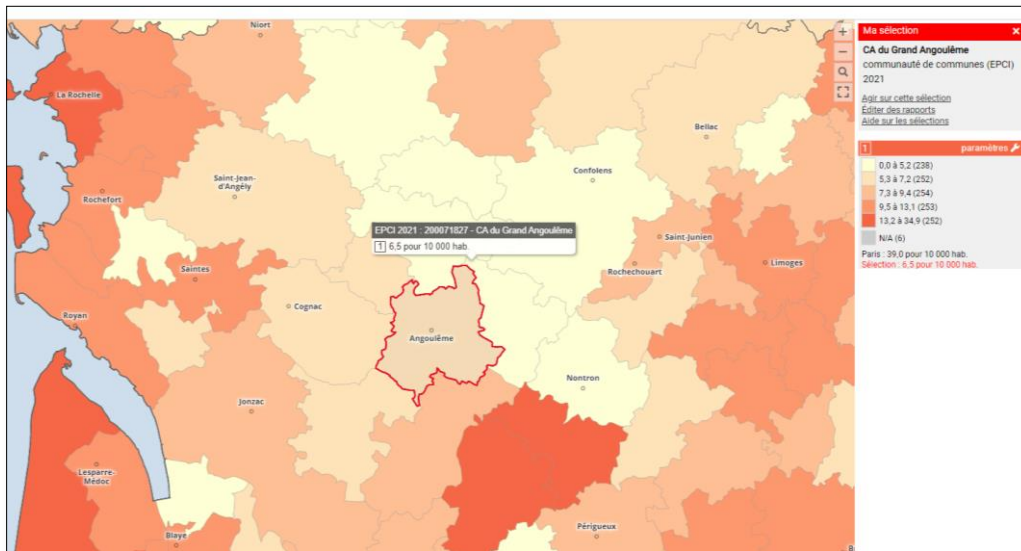 Niort
La Rochelle
Bellac
Saint-Jean-
d'Angély
Confolens
Rochefort
EPCI 2021 : 200071827 - CA du Grand Angoulême
1 6,5 pour 10 000 hab.
Saint-Junien
Saintes
Rochechouart
Limoges
Cognac
Royan
Angoulême
Nontron
Jonzac
Lesparre-
Médoc
Périgueux
Blaye
B
+
−
Ma sélection ×
CA du Grand Angoulême
communauté de communes (EPCI)
2021
Agir sur cette sélection
Éditer des rapports
Aide sur les sélections
1 paramètres
0,0 à 5,2 (238)
5,3 à 7,2 (252)
7,3 à 9,4 (254)
9,5 à 13,1 (253)
13,2 à 34,9 (252)
N/A (6)
Paris : 39,0 pour 10 000 hab.
Sélection : 6,5 pour 10 000 hab.